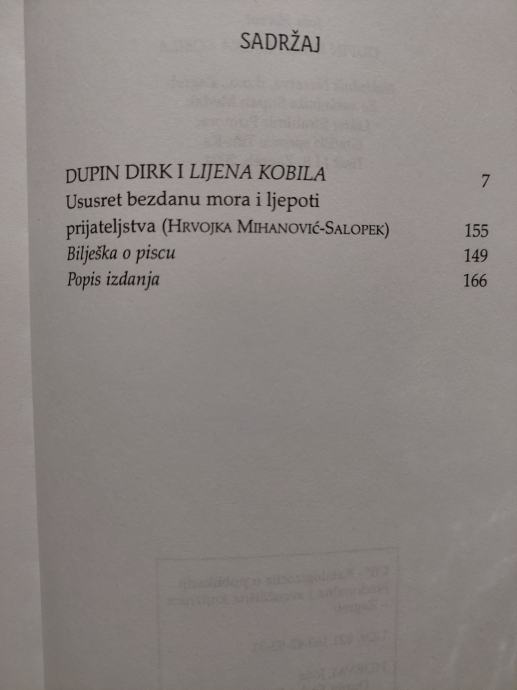 SADRŽAJ
DUPIN DIRK I LIJENA KOBILA 7
Ususret bezdanu mora i ljepoti
prijateljstva (HRVOJKA MIHANOVIĆ-SALOPEK) 155
Bilješka o piscu 149
Popis izdanja 166